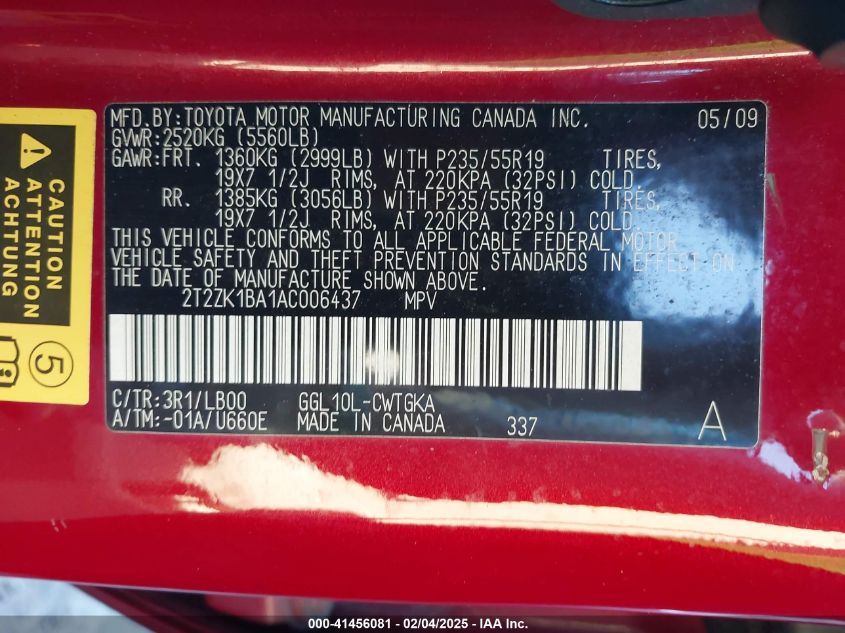 CAUTION
ATTENTION
ACHTUNG
5
MFD.BY:TOYOTA MOTOR MANUFACTURING CANADA INC. 05/09
GVWR:2520KG (5560LB)
GAWR:FRT. 1360KG (2999LB) WITH P235/55R19 TIRES,
19X7 1/2J RIMS, AT 220KPA (32PSI) COLD.
RR. 1385KG (3056LB) WITH P235/55R19 TIRES,
19X7 1/2J RIMS, AT 220KPA (32PSI) COLD.
THIS VEHICLE CONFORMS TO ALL APPLICABLE FEDERAL MOTOR
VEHICLE SAFETY AND THEFT PREVENTION STANDARDS IN EFFECT ON
THE DATE OF MANUFACTURE SHOWN ABOVE.
2T2ZK1BA1AC006437 MPV
C/TR:3R1/LB00 GGL10L-CWTGKA
A/TM:-01A/U660E MADE IN CANADA 337 A
000-41456081 - 02/04/2025 - IAA Inc.